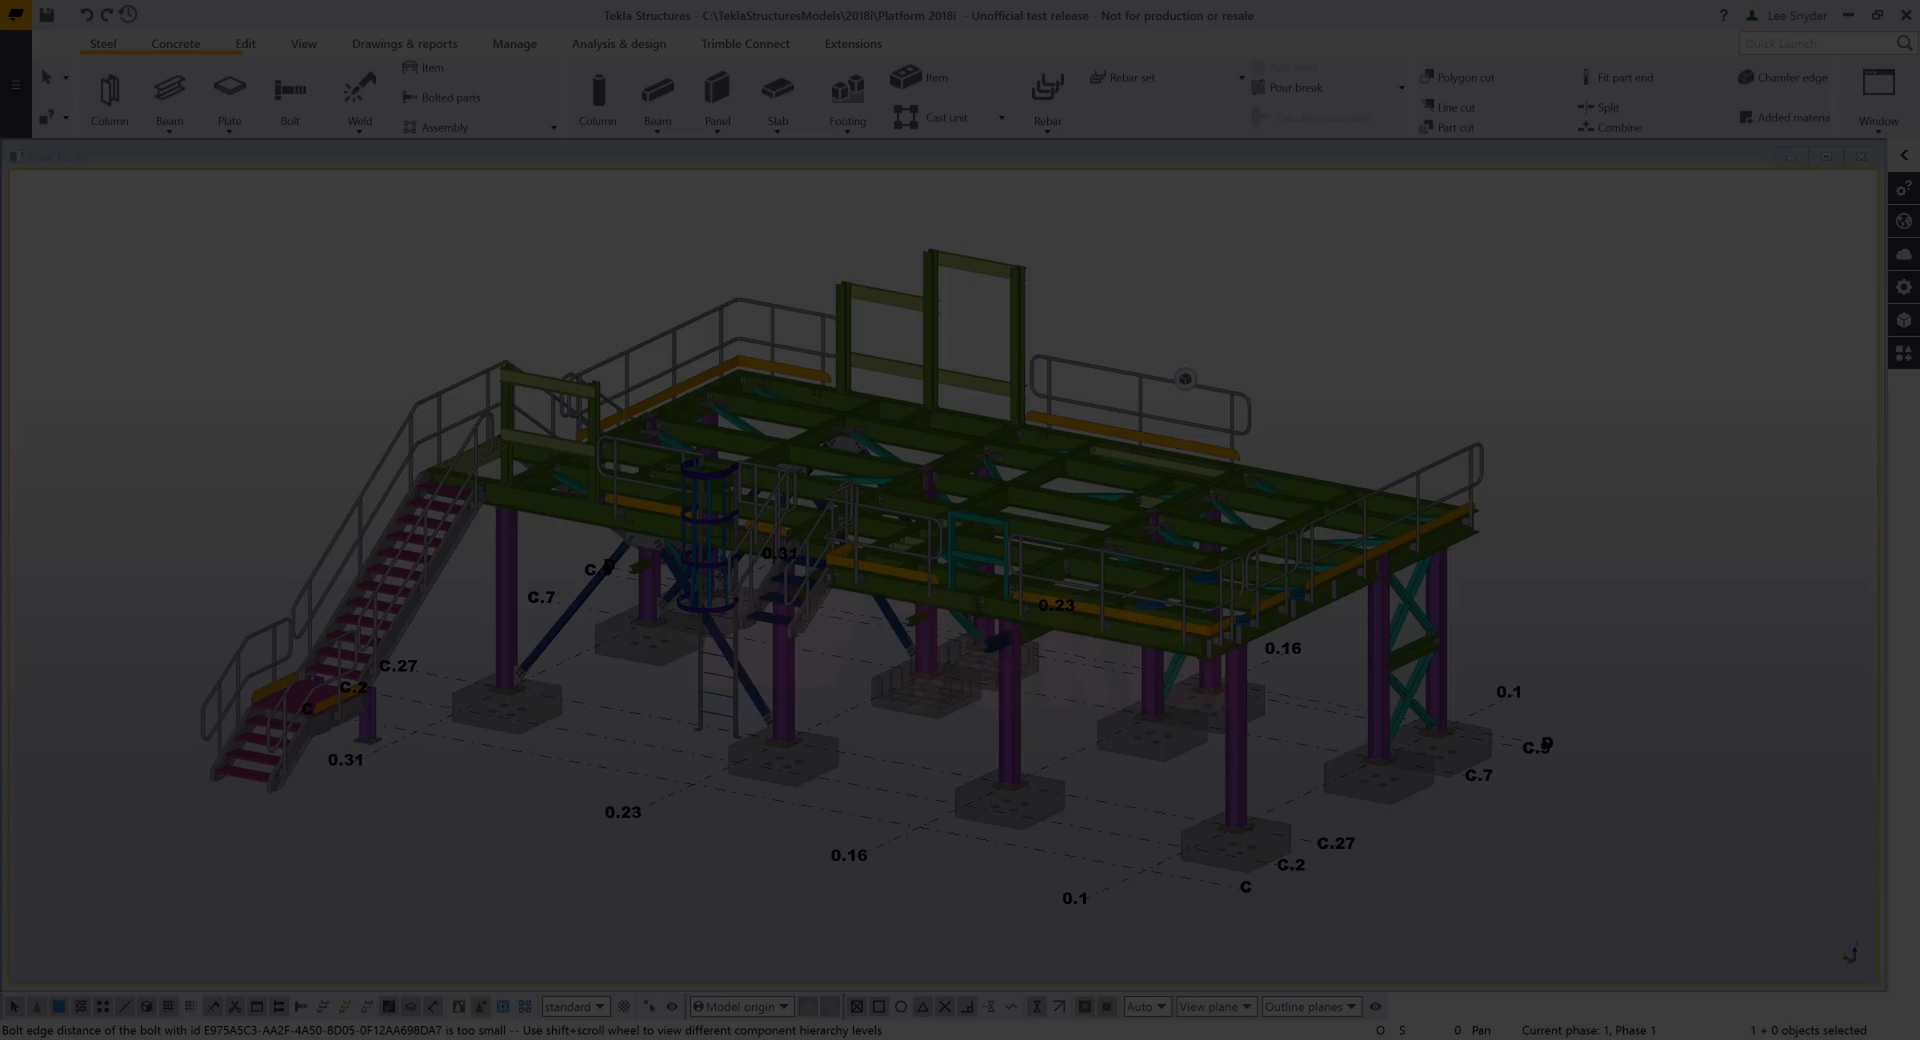 Tekla Structures - C:\TeklaStructuresModels\2018i\Platform 2018i - Unofficial test release - Not for production or resale
? Lee Snyder
Steel Concrete Edit View Drawings & reports Manage Analysis & design Trimble Connect Extensions
Quick Launch
Item
Bolted parts
Assembly
Column Beam Plate Bolt Weld
Column Beam Panel Slab Footing
Item
Cast unit
Rebar
Rebar set
Pour break
Polygon cut
Line cut
Part cut
Fit part end
Split
Combine
Chamfer edge
Added materia
Window
0.31
C.7
0.23
C.27
0.16
C.2
C
0.1
0.31
C.9
D
C.7
0.23
0.16
C.27
C.2
C
0.1
standard
Model origin
Auto
View plane
Outline planes
Bolt edge distance of the bolt with id E975A5C3-AA2F-4A50-8D05-0F12AA698DA7 is too small -- Use shift+scroll wheel to view different component hierarchy levels
O S 0 Pan Current phase: 1, Phase 1 1 + 0 objects selected